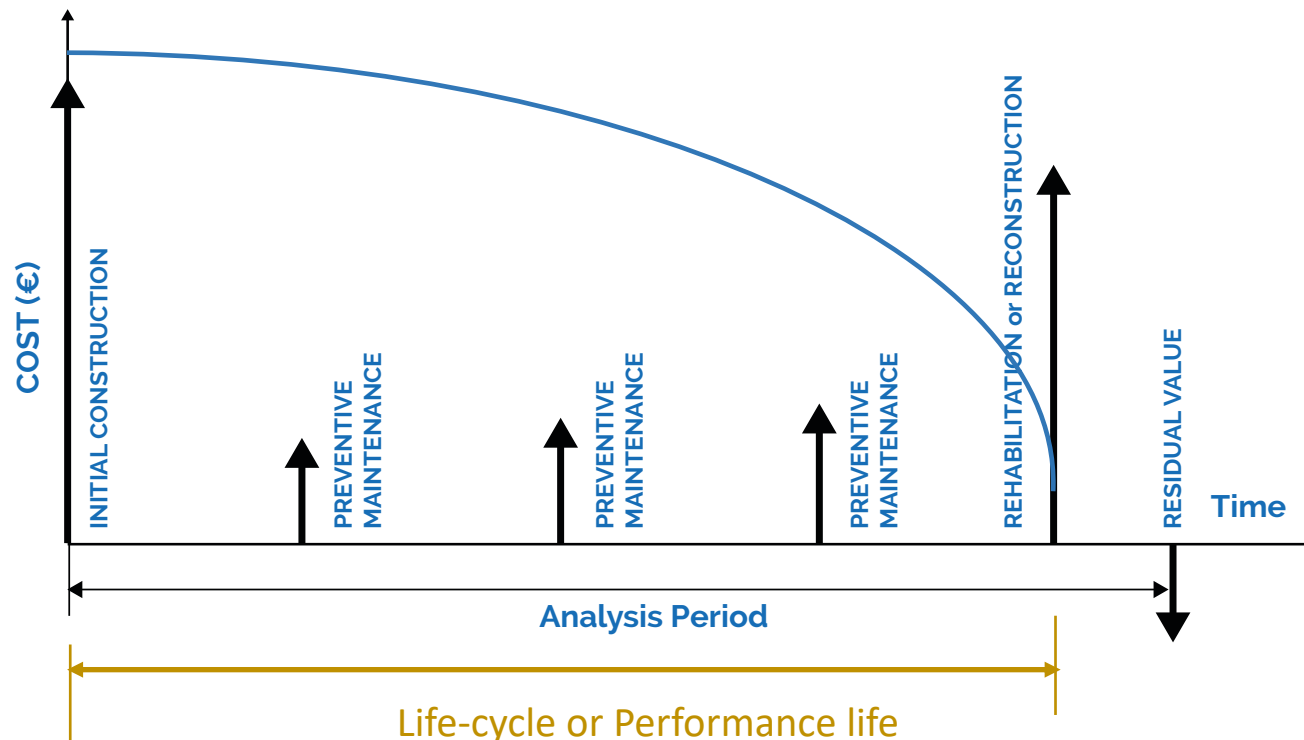 COST (€)
INITIAL CONSTRUCTION
PREVENTIVE
MAINTENANCE
PREVENTIVE
MAINTENANCE
PREVENTIVE
MAINTENANCE
REHABILITATION or RECONSTRUCTION
RESIDUAL VALUE
Time
Analysis Period
Life-cycle or Performance life